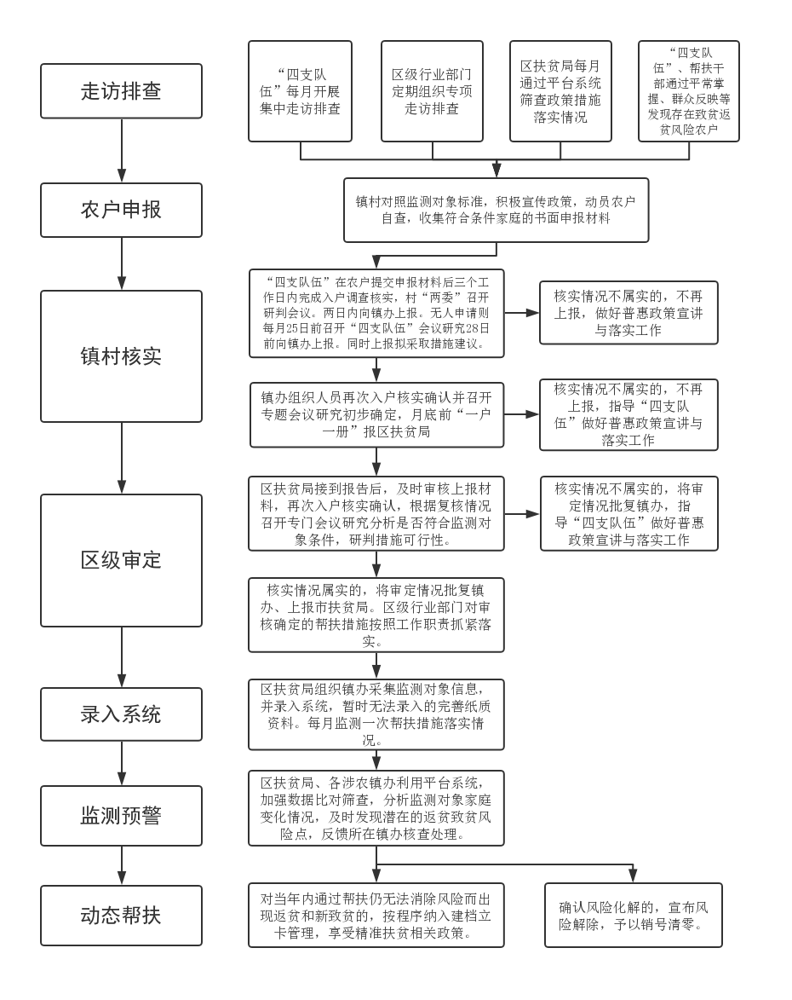 走访排查
“四支队
伍”每月开展
集中走访排查
区级行业部门
定期组织专项
走访排查
区扶贫局每月
通过平台系统
筛查政策措施
落实情况
“四支队
伍”、帮扶干
部通过平常掌
握、群众反映等
发现存在致贫返
贫风险农户
农户申报
镇村对照监测对象标准，积极宣传政策，动员农户
自查，收集符合条件家庭的书面申报材料
镇村核实
“四支队伍”在农户提交申报材料后三个工
作日内完成入户调查核实，村“两委”召开
研判会议。两日内向镇办上报。无人申请则
每月25日前召开“四支队伍”会议研究28日
前向镇办上报。同时上报拟采取措施建议。
核实情况不属实的，不再
上报，做好普惠政策宣讲
与落实工作
镇办组织人员再次入户核实确认并召开
专题会议研究初步确定，月底前“一户
一册”报区扶贫局
核实情况不属实的，不再
上报，指导“四支队
伍”做好普惠政策宣讲与
落实工作
区级审定
区扶贫局接到报告后，及时审核上报材
料，再次入户核实确认，根据复核情况
召开专门会议研究分析是否符合监测对
象条件，研判措施可行性。
核实情况不属实的，将审
定情况批复镇办，指
导“四支队伍”做好普惠
政策宣讲与落实工作
核实情况属实的，将审定情况批复镇
办、上报市扶贫局。区级行业部门对审
核确定的帮扶措施按照工作职责抓紧落
实。
录入系统
区扶贫局组织镇办采集监测对象信息，
并录入系统，暂时无法录入的完善纸质
资料。每月监测一次帮扶措施落实情
况。
监测预警
区扶贫局、各涉农镇办利用平台系统，
加强数据比对筛查，分析监测对象家庭
变化情况，及时发现潜在的返贫致贫风
险点，反馈所在镇办核查处理。
动态帮扶
对当年内通过帮扶仍无法消除风险而出
现返贫和新致贫的，按程序纳入建档立
卡管理，享受精准扶贫相关政策。
确认风险化解的，宣布风
险解除，予以销号清零。